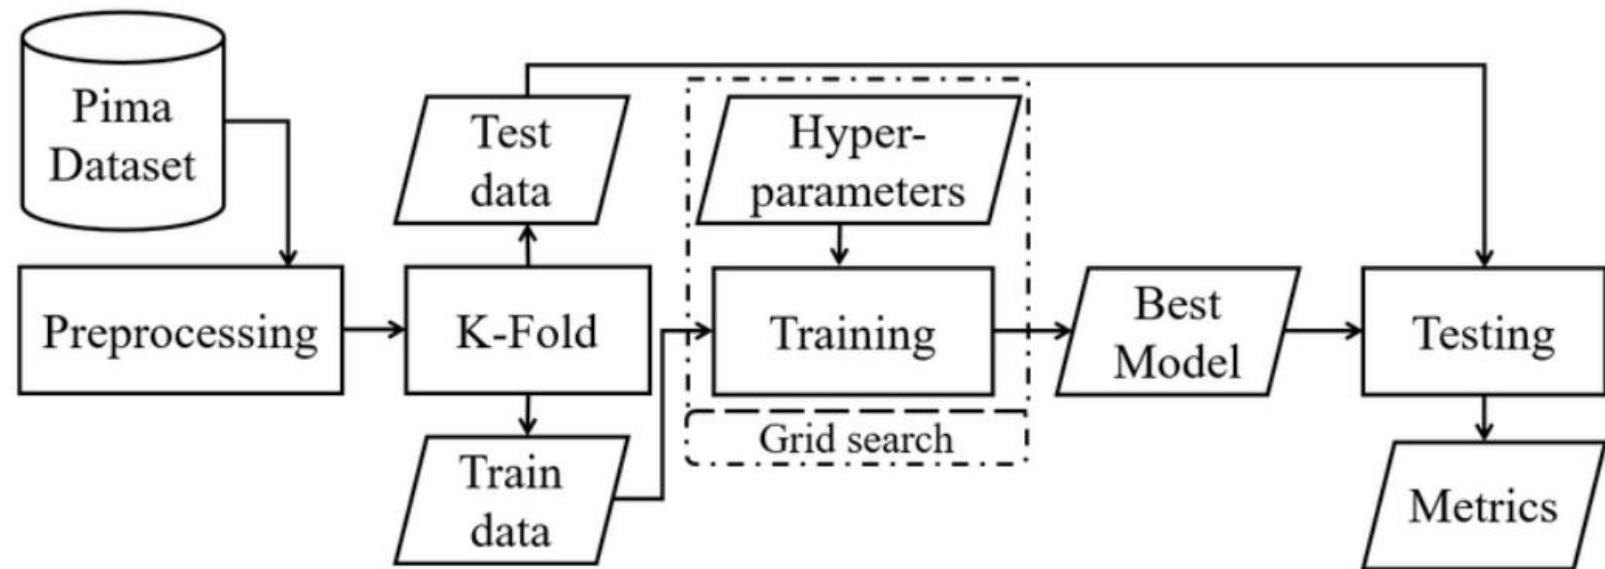 Pima
Dataset
Test
data
Hyper-
parameters
Preprocessing
K-Fold
Training
Best
Model
Testing
Grid search
Train
data
Metrics